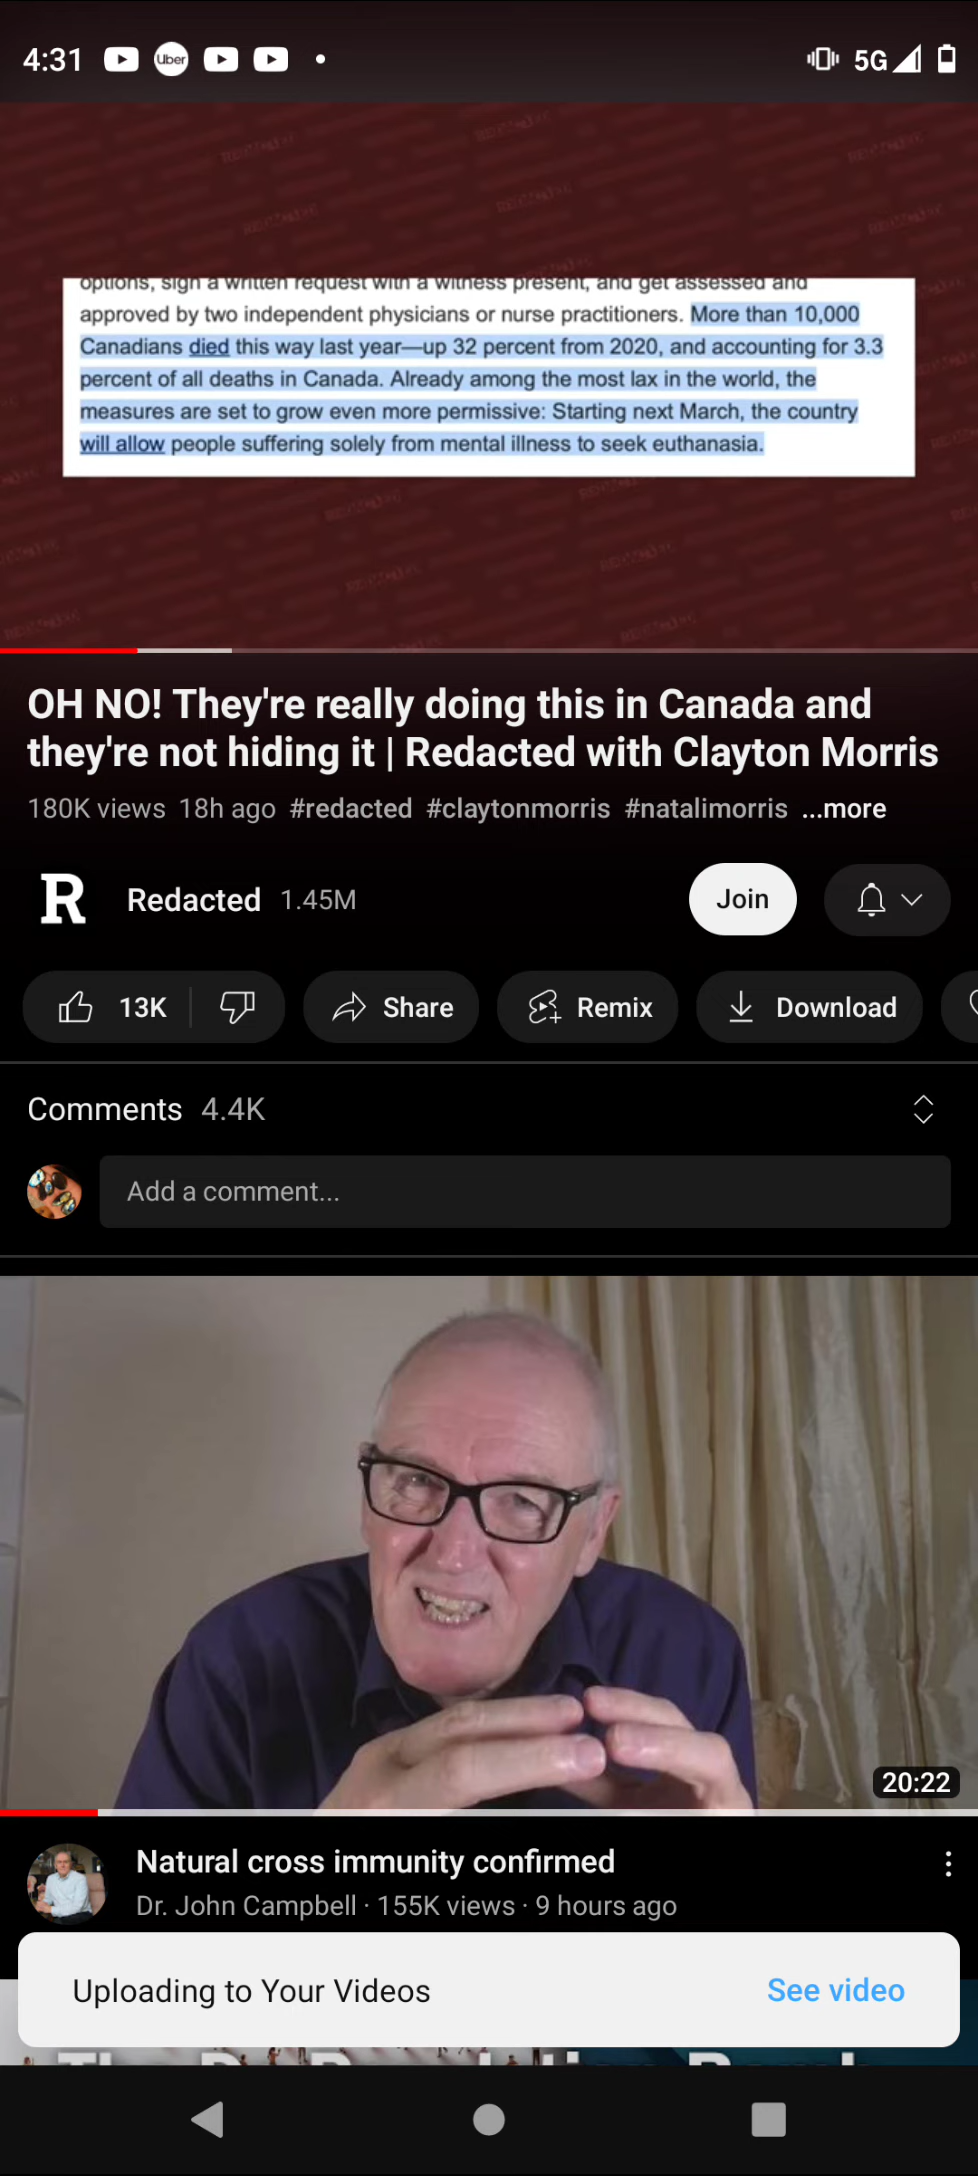 4:31
Uber
5G
options, sign a written request with a witness present, and get assessed and
approved by two independent physicians or nurse practitioners. More than 10,000
Canadians died this way last year—up 32 percent from 2020, and accounting for 3.3
percent of all deaths in Canada. Already among the most lax in the world, the
measures are set to grow even more permissive: Starting next March, the country
will allow people suffering solely from mental illness to seek euthanasia.
OH NO! They're really doing this in Canada and
they're not hiding it | Redacted with Clayton Morris
180K views 18h ago #redacted #claytonmorris #natalimorris ...more
R Redacted 1.45M Join
13K Share Remix Download
Comments 4.4K
Add a comment...
20:22
Natural cross immunity confirmed
Dr. John Campbell · 155K views · 9 hours ago
Uploading to Your Videos See video